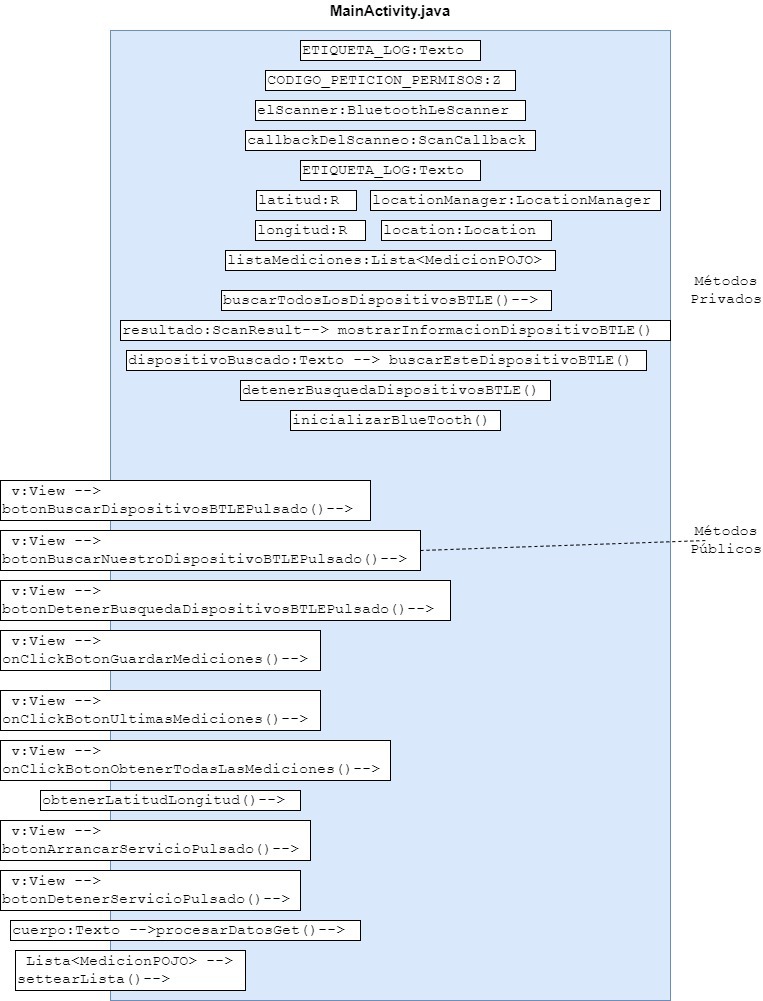 MainActivity.java
ETIQUETA_LOG:Texto
CODIGO_PETICION_PERMISOS:Z
elScanner:BluetoothLeScanner
callbackDelScanneo:ScanCallback
ETIQUETA_LOG:Texto
latitud:R
locationManager:LocationManager
longitud:R
location:Location
listaMediciones:Lista<MedicionPOJO>
Métodos
Privados
buscarTodosLosDispositivosBTLE()-->
resultado:ScanResult--> mostrarInformacionDispositivoBTLE()
dispositivoBuscado:Texto --> buscarEsteDispositivoBTLE()
detenerBusquedaDispositivosBTLE()
inicializarBlueTooth()
v:View -->
botonBuscarDispositivosBTLEPulsado()-->
Métodos
Públicos
v:View -->
botonBuscarNuestroDispositivoBTLEPulsado()-->
v:View -->
botonDetenerBusquedaDispositivosBTLEPulsado()-->
v:View -->
onClickBotonGuardarMediciones()-->
v:View -->
onClickBotonUltimasMediciones()-->
v:View -->
onClickBotonObtenerTodasLasMediciones()-->
obtenerLatitudLongitud()-->
v:View -->
botonArrancarServicioPulsado()-->
v:View -->
botonDetenerServicioPulsado()-->
cuerpo:Texto -->procesarDatosGet()-->
Lista<MedicionPOJO> -->
settearLista()-->